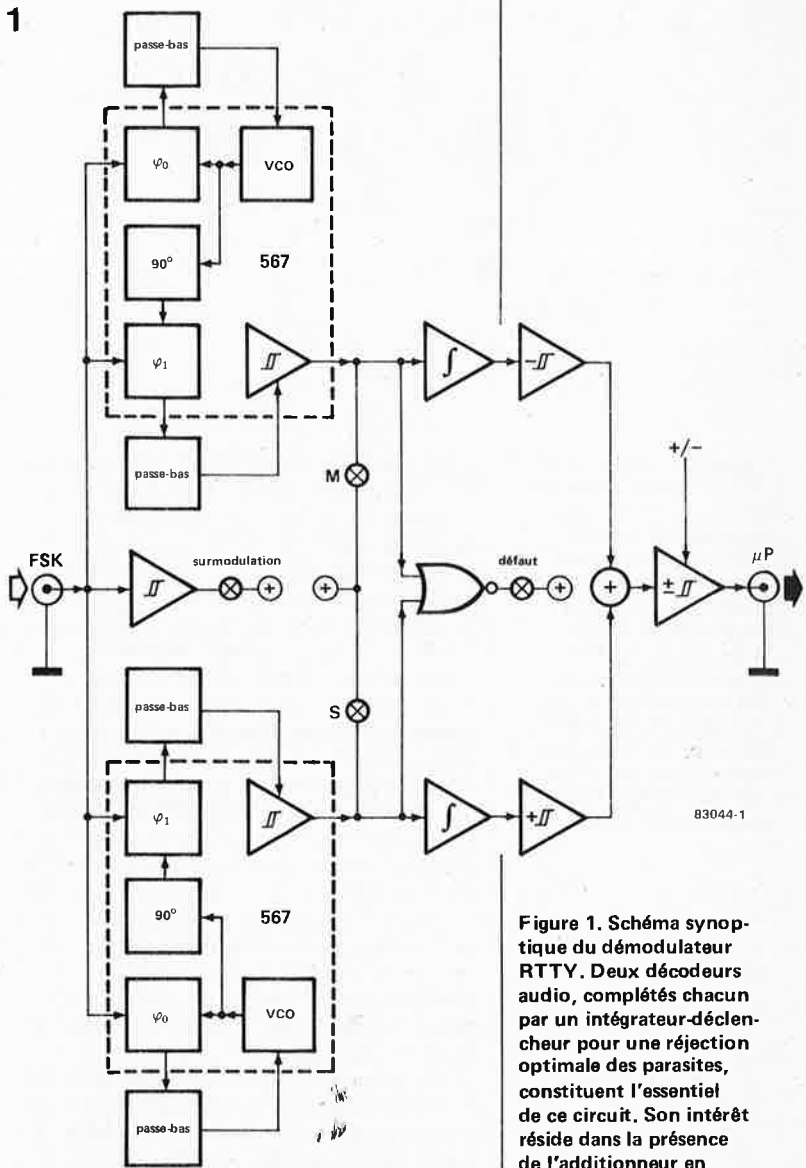 1
passe-bas
φ0
VCO
90°
567
φ1
passe-bas
M
+/-
FSK
surmodulation
+
+
défaut
+
+
±
μP
S
passe-bas
φ1
-
+
83044-1
90°
567
φ0
VCO
passe-bas
Figure 1. Schéma synop-
tique du démodulateur
RTTY. Deux décodeurs
audio, complétés chacun
par un intégrateur-déclen-
cheur pour une réjection
optimale des parasites,
constituent l'essentiel
de ce circuit. Son intérêt
réside dans la présence
de l'additionneur en